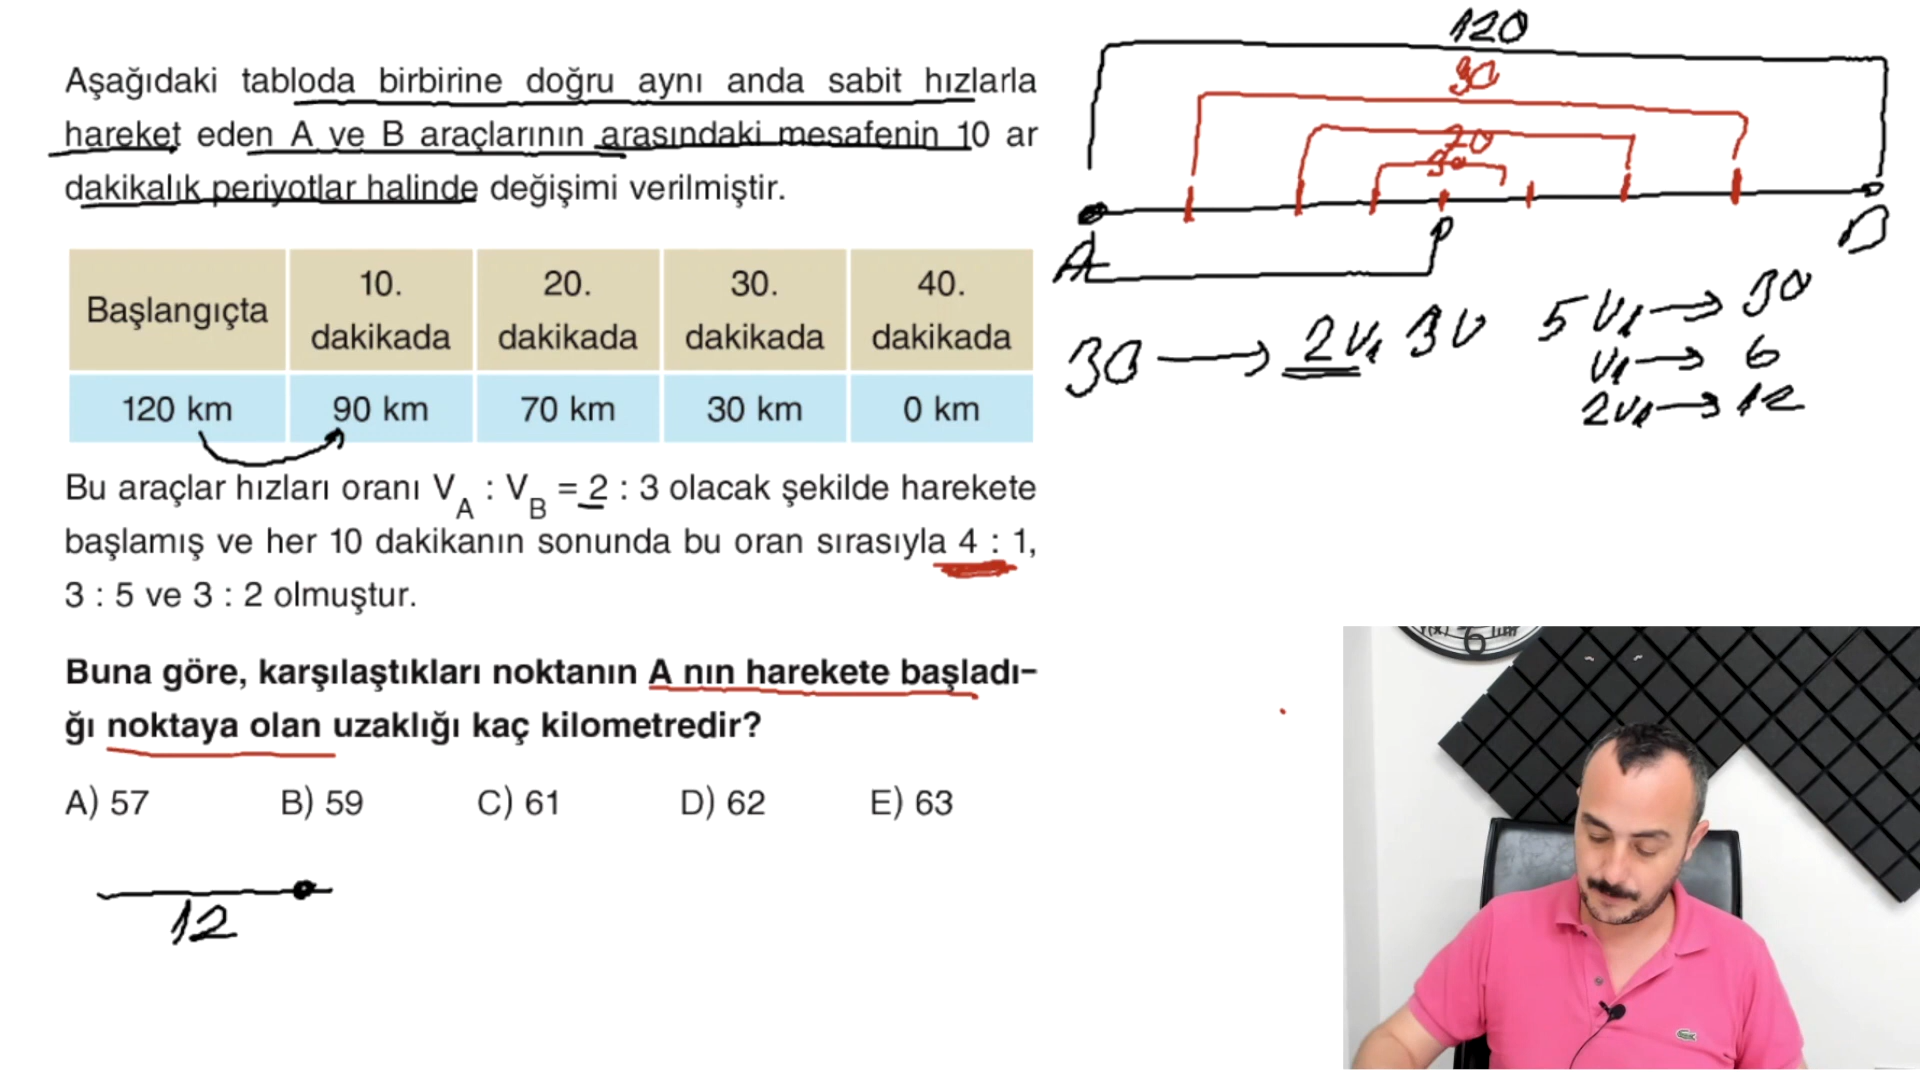 Aşağıdaki tabloda birbirine doğru aynı anda sabit hızlarla
hareket eden A ve B araçlarının arasındaki mesafenin 10 ar
dakikalık periyotlar halinde değişimi verilmiştir.
Başlangıçta 10. dakikada 20. dakikada 30. dakikada 40. dakikada
120 km 90 km 70 km 30 km 0 km
Bu araçlar hızları oranı V_A : V_B = 2 : 3 olacak şekilde harekete
başlamış ve her 10 dakikanın sonunda bu oran sırasıyla 4 : 1,
3 : 5 ve 3 : 2 olmuştur.
Buna göre, karşılaştıkları noktanın A nın harekete başladı-
ğı noktaya olan uzaklığı kaç kilometredir?
A) 57 B) 59 C) 61 D) 62 E) 63
12
120
90
70
30
A P B
30 → 2V₁ 3V
5V₁ → 30
V₁ → 6
2V₁ → 12
6